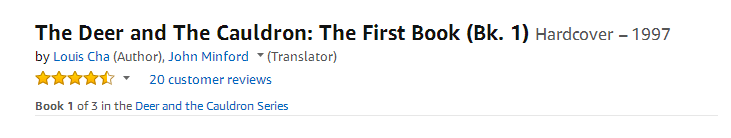 The Deer and The Cauldron: The First Book (Bk. 1) Hardcover – 1997
by Louis Cha (Author), John Minford (Translator)
20 customer reviews
Book 1 of 3 in the Deer and the Cauldron Series